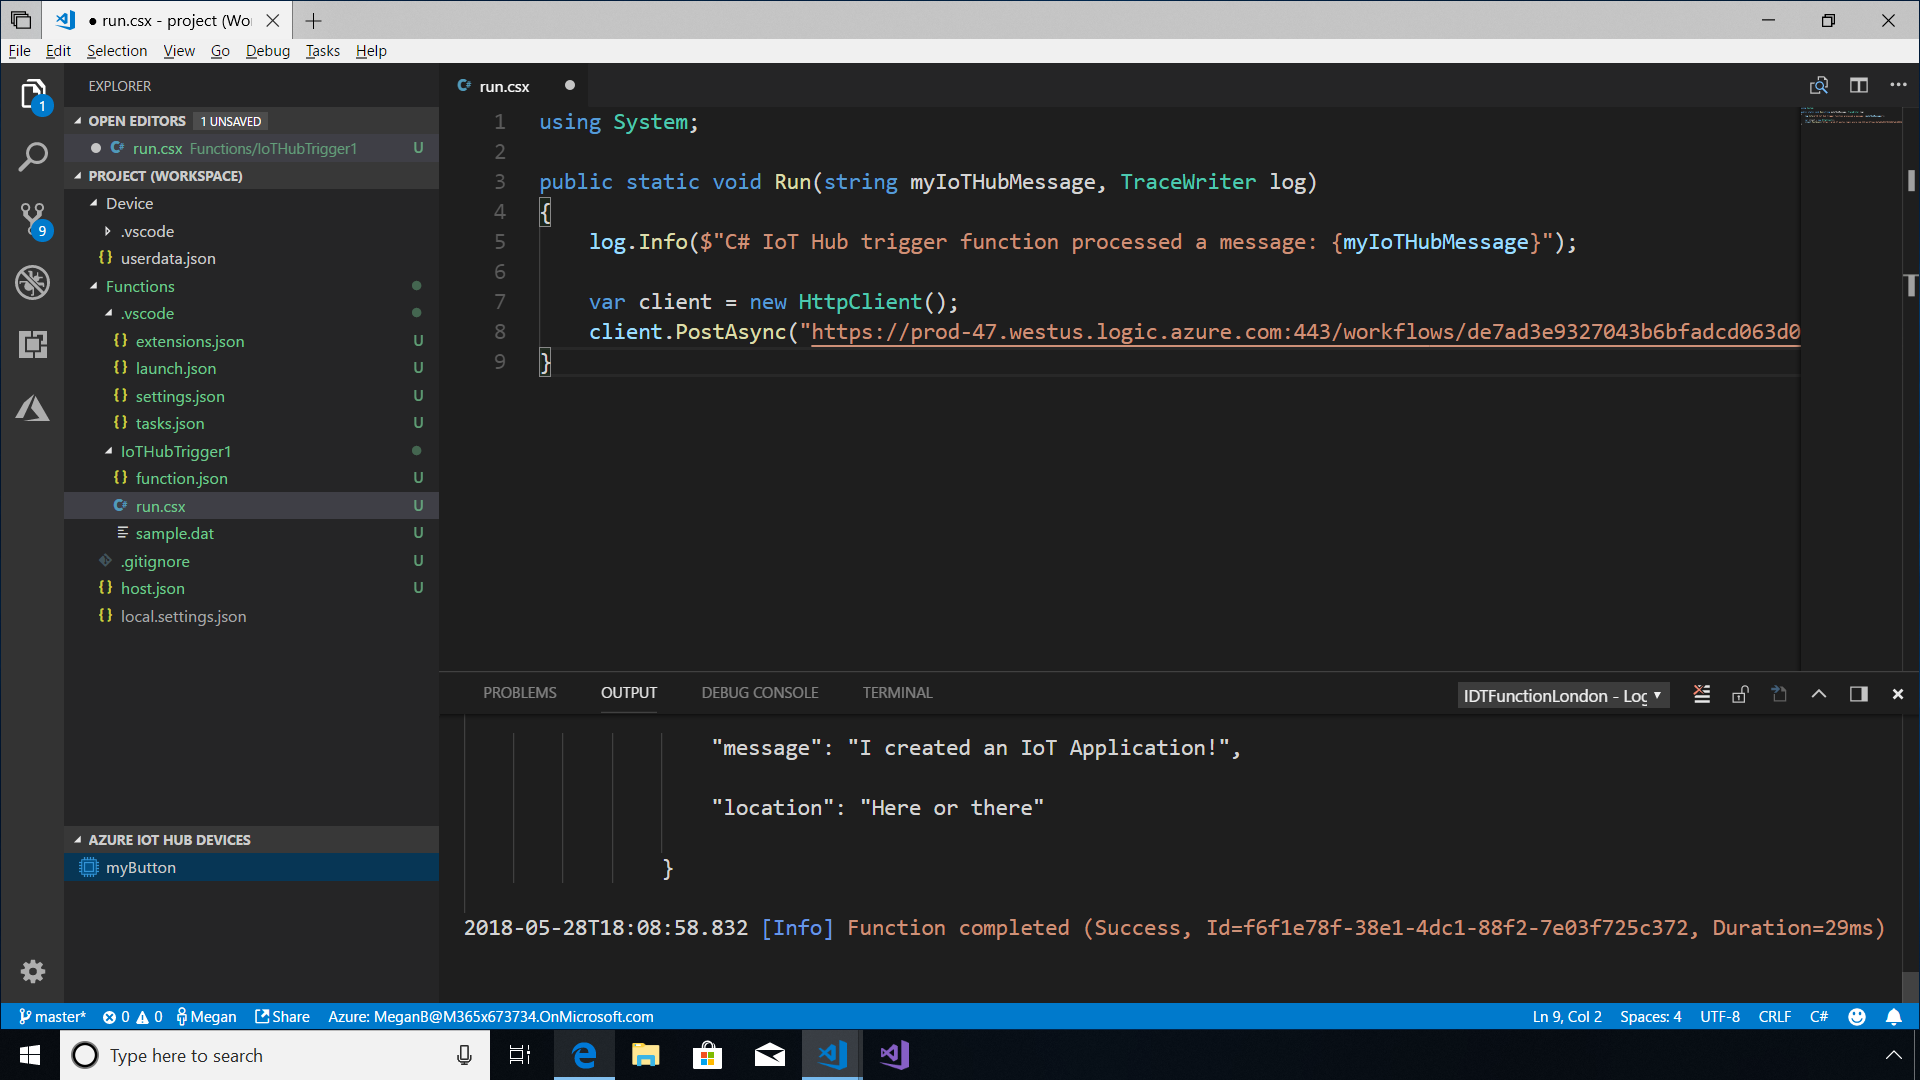 ● run.csx - project (Wo
File Edit Selection View Go Debug Tasks Help
EXPLORER
OPEN EDITORS 1 UNSAVED
run.csx Functions/IoTHubTrigger1 U
PROJECT (WORKSPACE)
Device
.vscode
userdata.json
Functions
.vscode
extensions.json U
launch.json U
settings.json U
tasks.json U
IoTHubTrigger1
function.json U
run.csx U
sample.dat U
.gitignore U
host.json U
local.settings.json
AZURE IOT HUB DEVICES
myButton
1
9
run.csx
1 using System;
2
3 public static void Run(string myIoTHubMessage, TraceWriter log)
4 {
5 log.Info($"C# IoT Hub trigger function processed a message: {myIoTHubMessage}");
6
7 var client = new HttpClient();
8 client.PostAsync("https://prod-47.westus.logic.azure.com:443/workflows/de7ad3e9327043b6bfadcd063d0
9 }
PROBLEMS OUTPUT DEBUG CONSOLE TERMINAL
IDTFunctionLondon - Log
"message": "I created an IoT Application!",
"location": "Here or there"
}
2018-05-28T18:08:58.832 [Info] Function completed (Success, Id=f6f1e78f-38e1-4dc1-88f2-7e03f725c372, Duration=29ms)
master* 0 0 Megan Share Azure: MeganB@M365x673734.OnMicrosoft.com
Ln 9, Col 2 Spaces: 4 UTF-8 CRLF C#
Type here to search